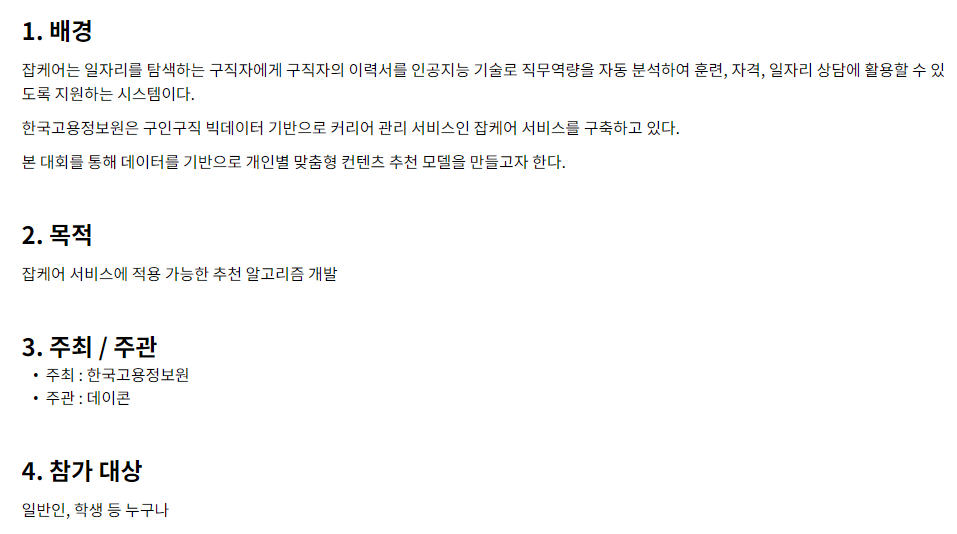 1. 배경
잡케어는 일자리를 탐색하는 구직자에게 구직자의 이력서를 인공지능 기술로 직무역량을 자동 분석하여 훈련, 자격, 일자리 상담에 활용할 수 있
도록 지원하는 시스템이다.
한국고용정보원은 구인구직 빅데이터 기반으로 커리어 관리 서비스인 잡케어 서비스를 구축하고 있다.
본 대회를 통해 데이터를 기반으로 개인별 맞춤형 컨텐츠 추천 모델을 만들고자 한다.
2. 목적
잡케어 서비스에 적용 가능한 추천 알고리즘 개발
3. 주최 / 주관
• 주최 : 한국고용정보원
• 주관 : 데이콘
4. 참가 대상
일반인, 학생 등 누구나